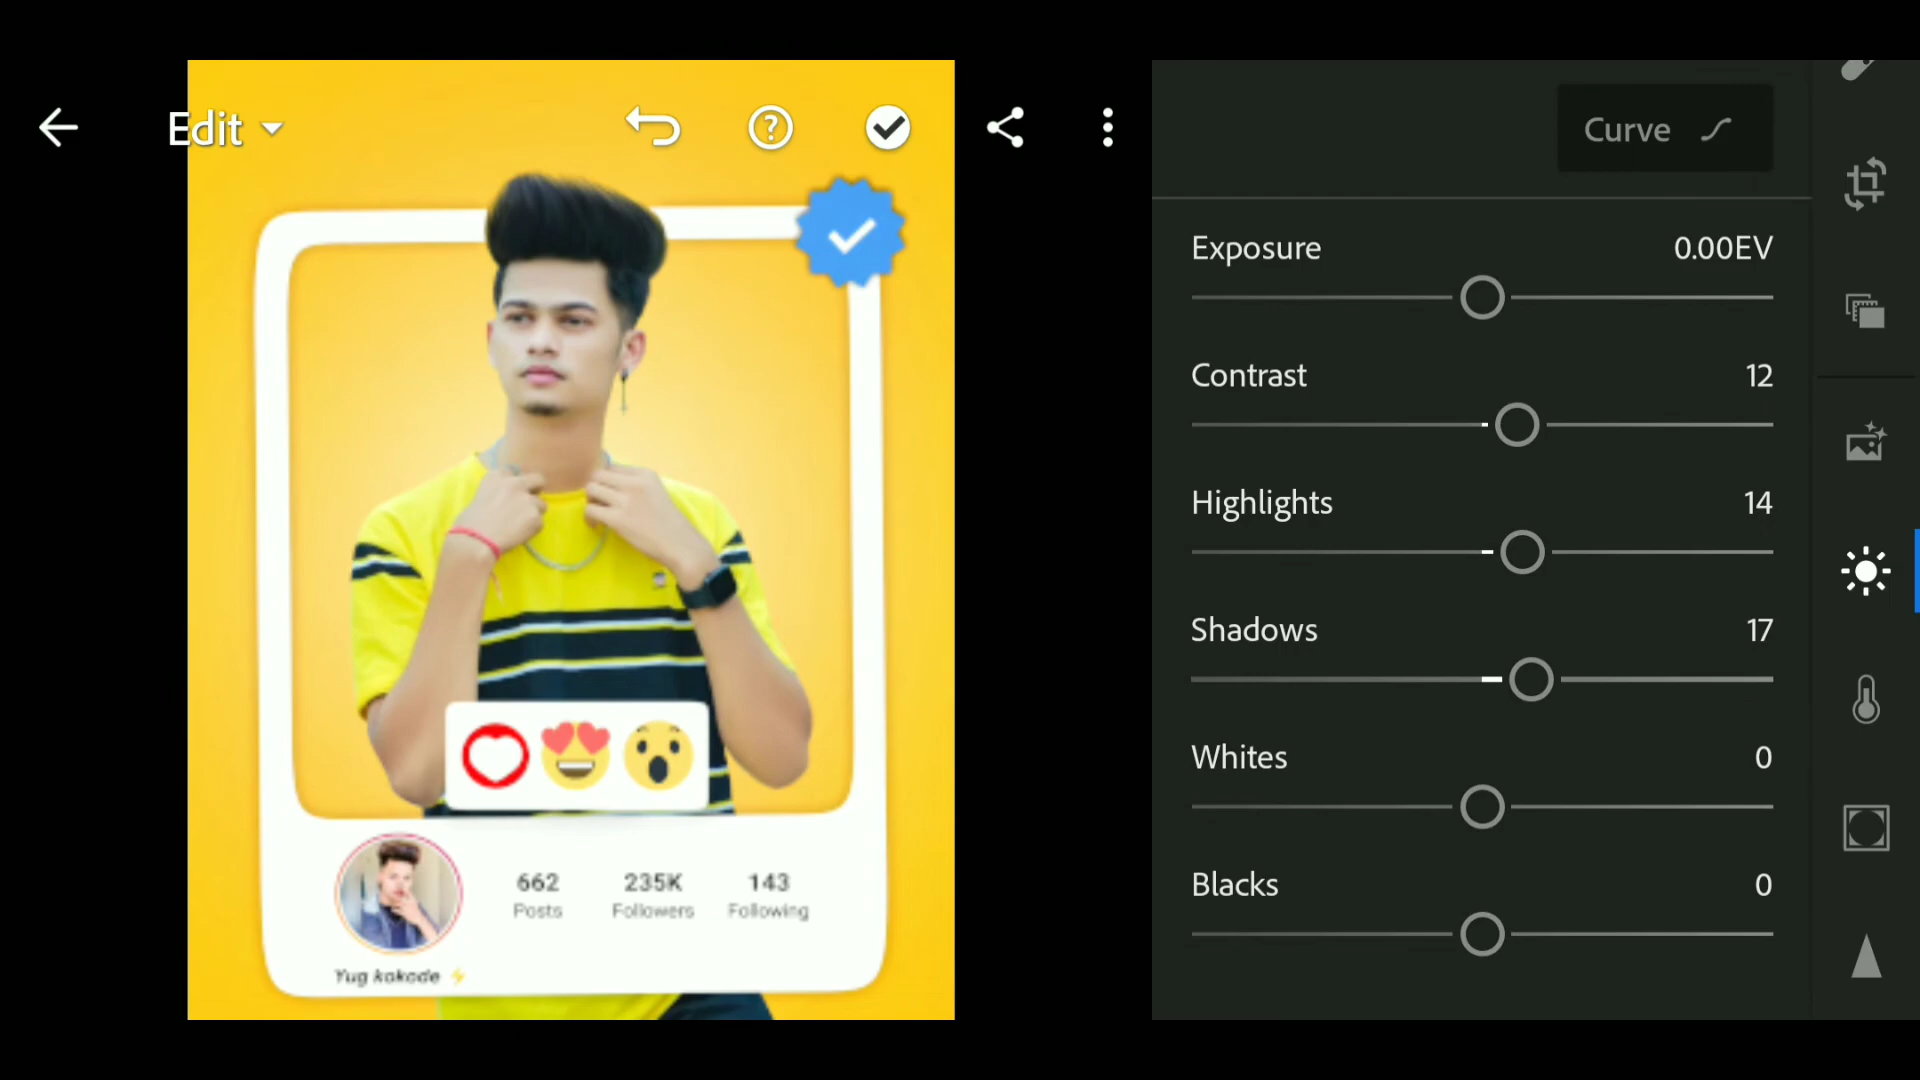 Edit
Curve
Exposure 0.00EV
Contrast 12
Highlights 14
Shadows 17
Whites 0
Blacks 0
662 235K 143
Posts Followers Following
Yug kokode ⚡